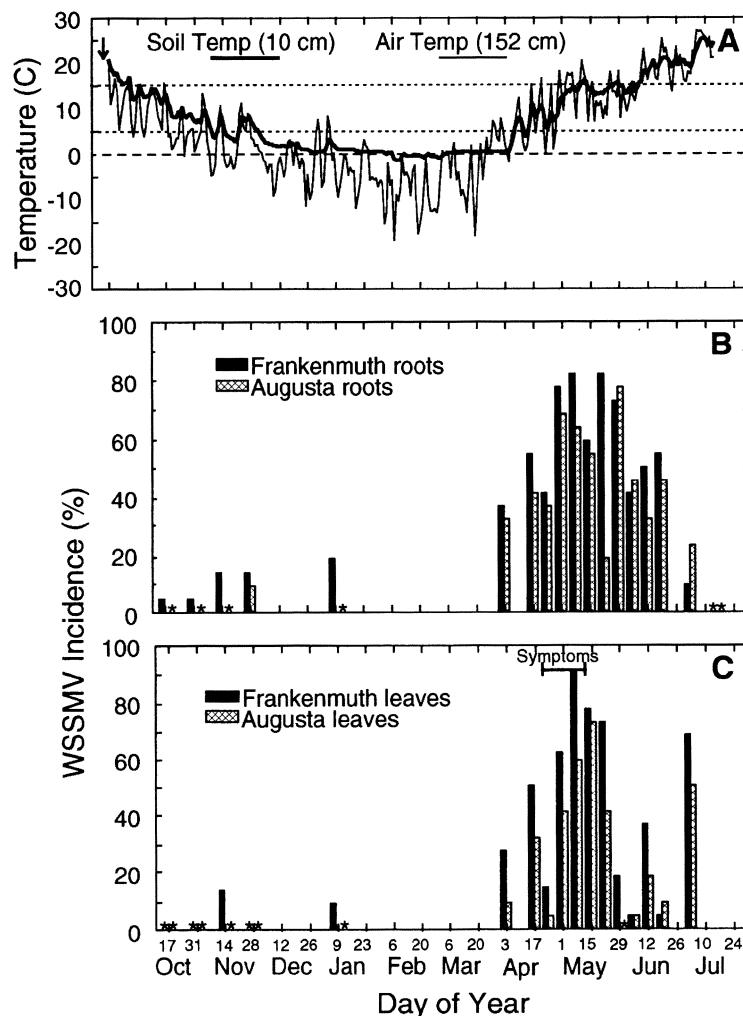 30
20
10
0
-10
-20
-30
Temperature (C)
Soil Temp (10 cm)
Air Temp (152 cm)
A
100
80
60
40
20
0
B
Frankenmuth roots
Augusta roots
* * * * * *
WSSMV Incidence (%)
100
80
60
40
20
0
C
Symptoms
Frankenmuth leaves
Augusta leaves
** ** * ** * *
17 31 14 28 12 26 9 23 6 20 6 20 3 17 1 15 29 12 26 10 24
Oct Nov Dec Jan Feb Mar Apr May Jun Jul
Day of Year